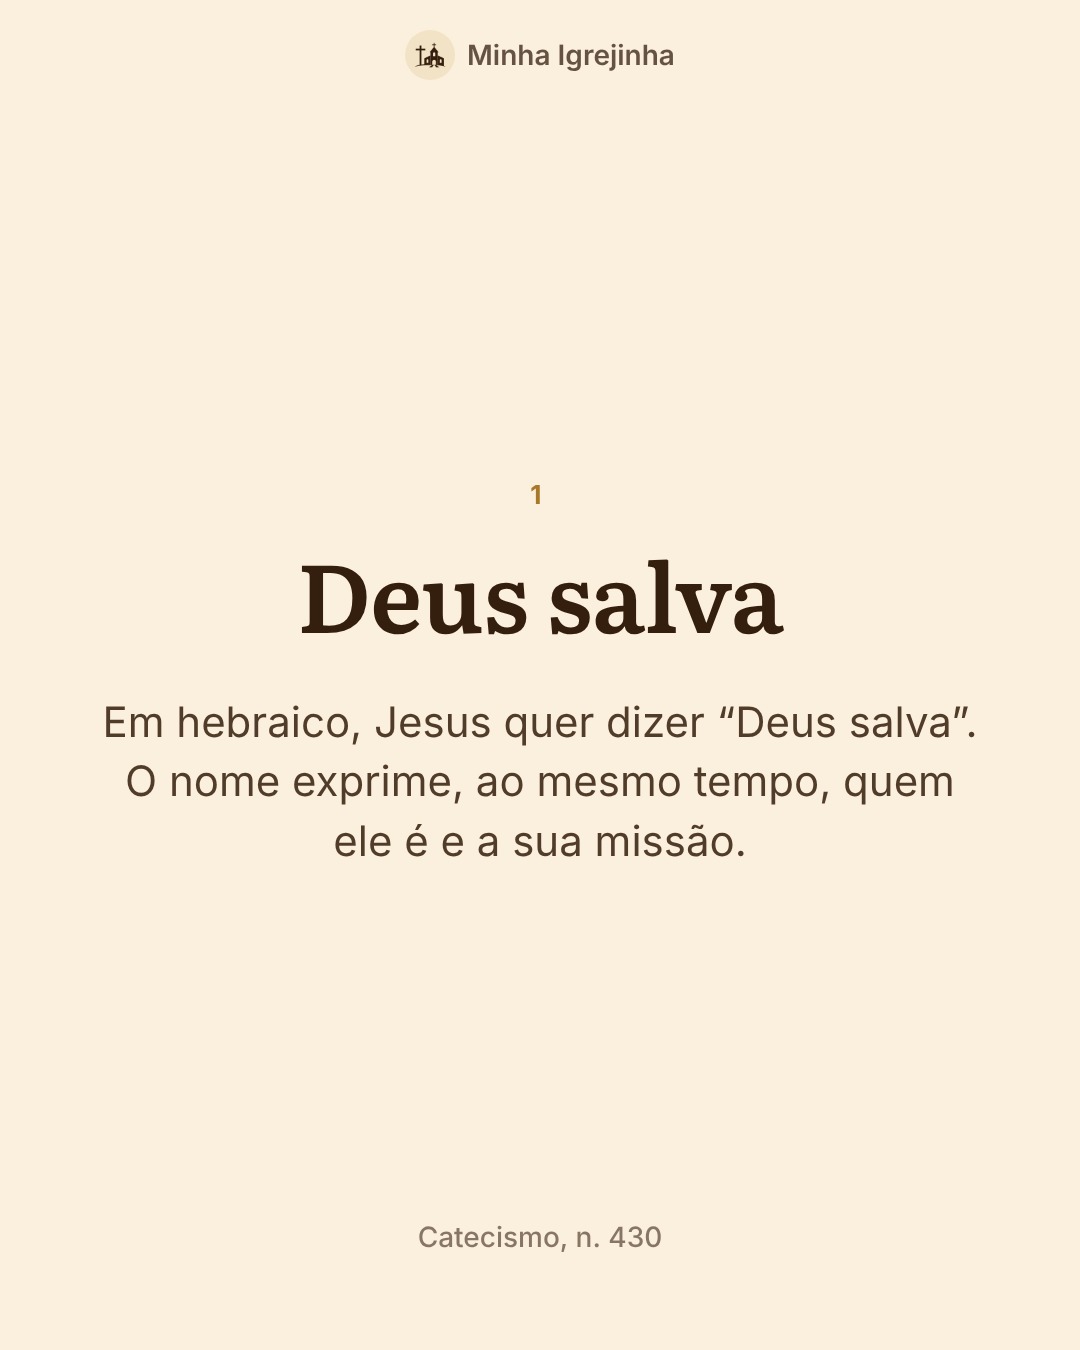 Minha Igrejinha
1
Deus salva
Em hebraico, Jesus quer dizer “Deus salva”.
O nome exprime, ao mesmo tempo, quem
ele é e a sua missão.
Catecismo, n. 430